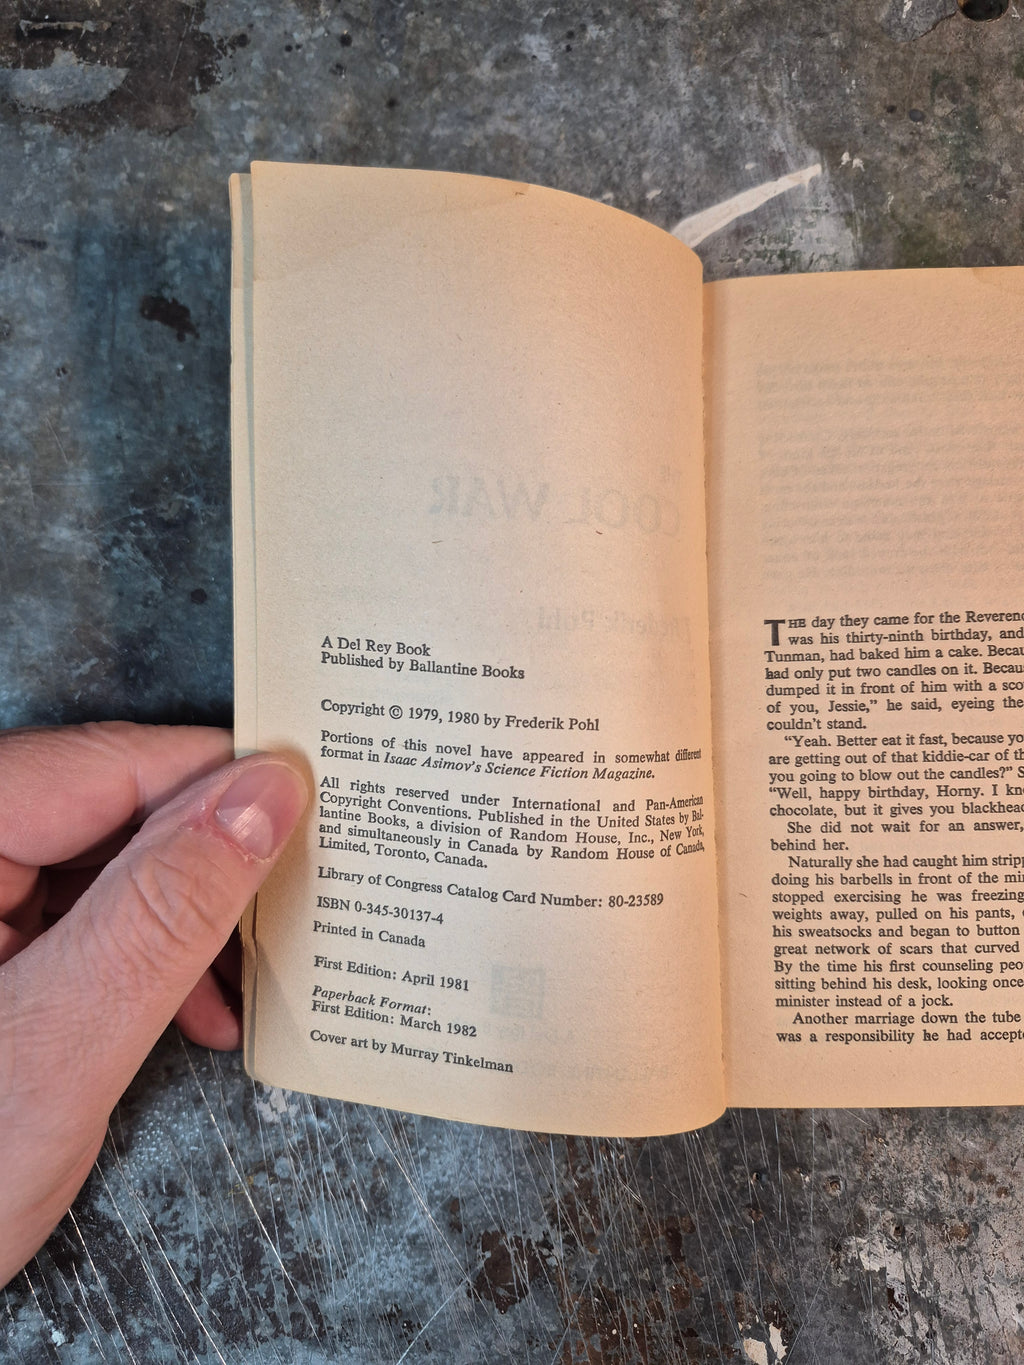 COOL WAR
A Del Rey Book
Published by Ballantine Books
Copyright © 1979, 1980 by Frederik Pohl
Portions of this novel have appeared in somewhat different
format in Isaac Asimov's Science Fiction Magazine.
All rights reserved under International and Pan-American
Copyright Conventions. Published in the United States by Bal-
lantine Books, a division of Random House, Inc., New York,
and simultaneously in Canada by Random House of Canada,
Limited, Toronto, Canada.
Library of Congress Catalog Card Number: 80-23589
ISBN 0-345-30137-4
Printed in Canada
First Edition: April 1981
Paperback Format:
First Edition: March 1982
Cover art by Murray Tinkelman
THE day they came for the
was his thirty-ninth birthday, and
Tunman, had baked him a cake.
had only put two candles on it.
dumped it in front of him with a
of you, Jessie," he said, eyeing the
couldn't stand.
"Yeah. Better eat it fast, because
are getting out of that kiddie-car of
you going to blow out the candles?"
"Well, happy birthday, Horny. I
chocolate, but it gives you
She did not wait for an answer,
behind her.
Naturally she had caught him
doing his barbells in front of the
stopped exercising he was freezing
weights away, pulled on his pants,
his sweatsocks and began to button
great network of scars that curved
By the time his first counseling
sitting behind his desk, looking once
minister instead of a jock.
Another marriage down the tube
was a responsibility he had